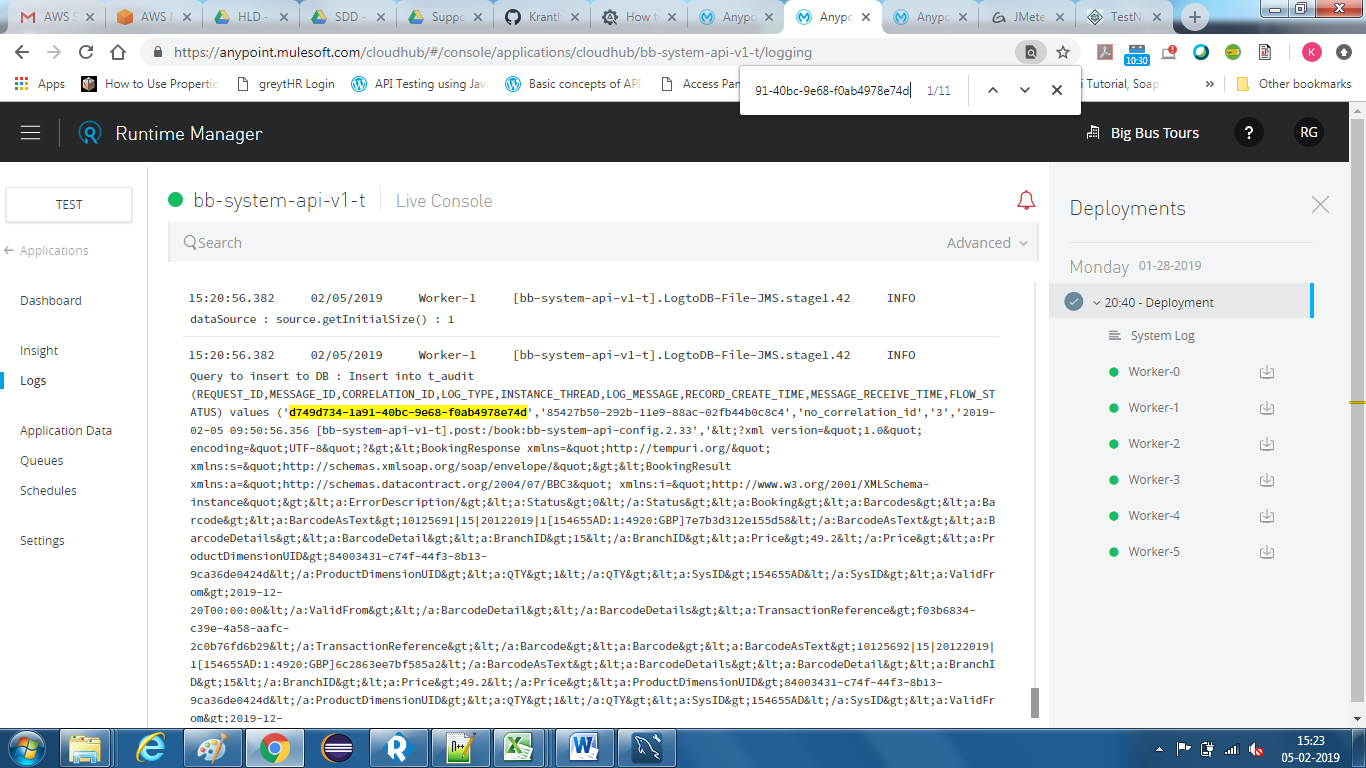 AWS S
AWS M
HLD -
SDD -
Suppo
Kranth
How t
Anypo
Anypo
Anypo
JMete
TestN
https://anypoint.mulesoft.com/cloudhub/#/console/applications/cloudhub/bb-system-api-v1-t/logging
10:30
K
Apps
How to Use Propertie
greytHR Login
API Testing using Jav
Basic concepts of API
Access Pan
i Tutorial, Soap
»
Other bookmarks
91-40bc-9e68-f0ab4978e74d
1/11
Runtime Manager
Big Bus Tours
?
RG
TEST
Applications
Dashboard
Insight
Logs
Application Data
Queues
Schedules
Settings
bb-system-api-v1-t
Live Console
Search
Advanced
15:20:56.382 02/05/2019 Worker-1 [bb-system-api-v1-t].LogtoDB-File-JMS.stage1.42 INFO
dataSource : source.getInitialSize() : 1
15:20:56.382 02/05/2019 Worker-1 [bb-system-api-v1-t].LogtoDB-File-JMS.stage1.42 INFO
Query to insert to DB : Insert into t_audit
(REQUEST_ID,MESSAGE_ID,CORRELATION_ID,LOG_TYPE,INSTANCE_THREAD,LOG_MESSAGE,RECORD_CREATE_TIME,MESSAGE_RECEIVE_TIME,FLOW_ST
ATUS) values ('d749d734-1a91-40bc-9e68-f0ab4978e74d','85427b50-292b-11e9-88ac-02fb44b0c8c4','no_correlation_id','3','2019-
02-05 09:50:56.356 [bb-system-api-v1-t].post:/book:bb-system-api-config.2.33','&lt;?xml version=&quot;1.0&quot;
encoding=&quot;UTF-8&quot;?&gt;&lt;BookingResponse xmlns=&quot;http://tempuri.org/&quot;
xmlns:s=&quot;http://schemas.xmlsoap.org/soap/envelope/&quot;&gt;&lt;BookingResult
xmlns:a=&quot;http://schemas.datacontract.org/2004/07/BBC3&quot; xmlns:i=&quot;http://www.w3.org/2001/XMLSchema-
instance&quot;&gt;&lt;a:ErrorDescription/&gt;&lt;a:Status&gt;0&lt;/a:Status&gt;&lt;a:Booking&gt;&lt;a:Barcodes&gt;&lt;a:Ba
rcode&gt;&lt;a:BarcodeAsText&gt;10125691|15|20122019|1[154655AD:1:4920:GBP]7e7b3d312e155d58&lt;/a:BarcodeAsText&gt;&lt;a:B
arcodeDetails&gt;&lt;a:BarcodeDetail&gt;&lt;a:BranchID&gt;15&lt;/a:BranchID&gt;&lt;a:Price&gt;49.2&lt;/a:Price&gt;&lt;a:Pr
oductDimensionUID&gt;84003431-c74f-44f3-8b13-
9ca36de0424d&lt;/a:ProductDimensionUID&gt;&lt;a:QTY&gt;1&lt;/a:QTY&gt;&lt;a:SysID&gt;154655AD&lt;/a:SysID&gt;&lt;a:ValidFr
om&gt;2019-12-
20T00:00:00&lt;/a:ValidFrom&gt;&lt;/a:BarcodeDetail&gt;&lt;/a:BarcodeDetails&gt;&lt;a:TransactionReference&gt;f03b6834-
c39e-4a58-aafc-
2c0b76fd6b29&lt;/a:TransactionReference&gt;&lt;/a:Barcode&gt;&lt;a:Barcode&gt;&lt;a:BarcodeAsText&gt;10125692|15|20122019|
1[154655AD:1:4920:GBP]6c2863ee7bf585a2&lt;/a:BarcodeAsText&gt;&lt;a:BarcodeDetails&gt;&lt;a:BarcodeDetail&gt;&lt;a:BranchI
D&gt;15&lt;/a:BranchID&gt;&lt;a:Price&gt;49.2&lt;/a:Price&gt;&lt;a:ProductDimensionUID&gt;84003431-c74f-44f3-8b13-
9ca36de0424d&lt;/a:ProductDimensionUID&gt;&lt;a:QTY&gt;1&lt;/a:QTY&gt;&lt;a:SysID&gt;154655AD&lt;/a:SysID&gt;&lt;a:ValidFr
om&gt;2019-12-
Deployments
Monday 01-28-2019
20:40 - Deployment
System Log
Worker-0
Worker-1
Worker-2
Worker-3
Worker-4
Worker-5
15:23
05-02-2019